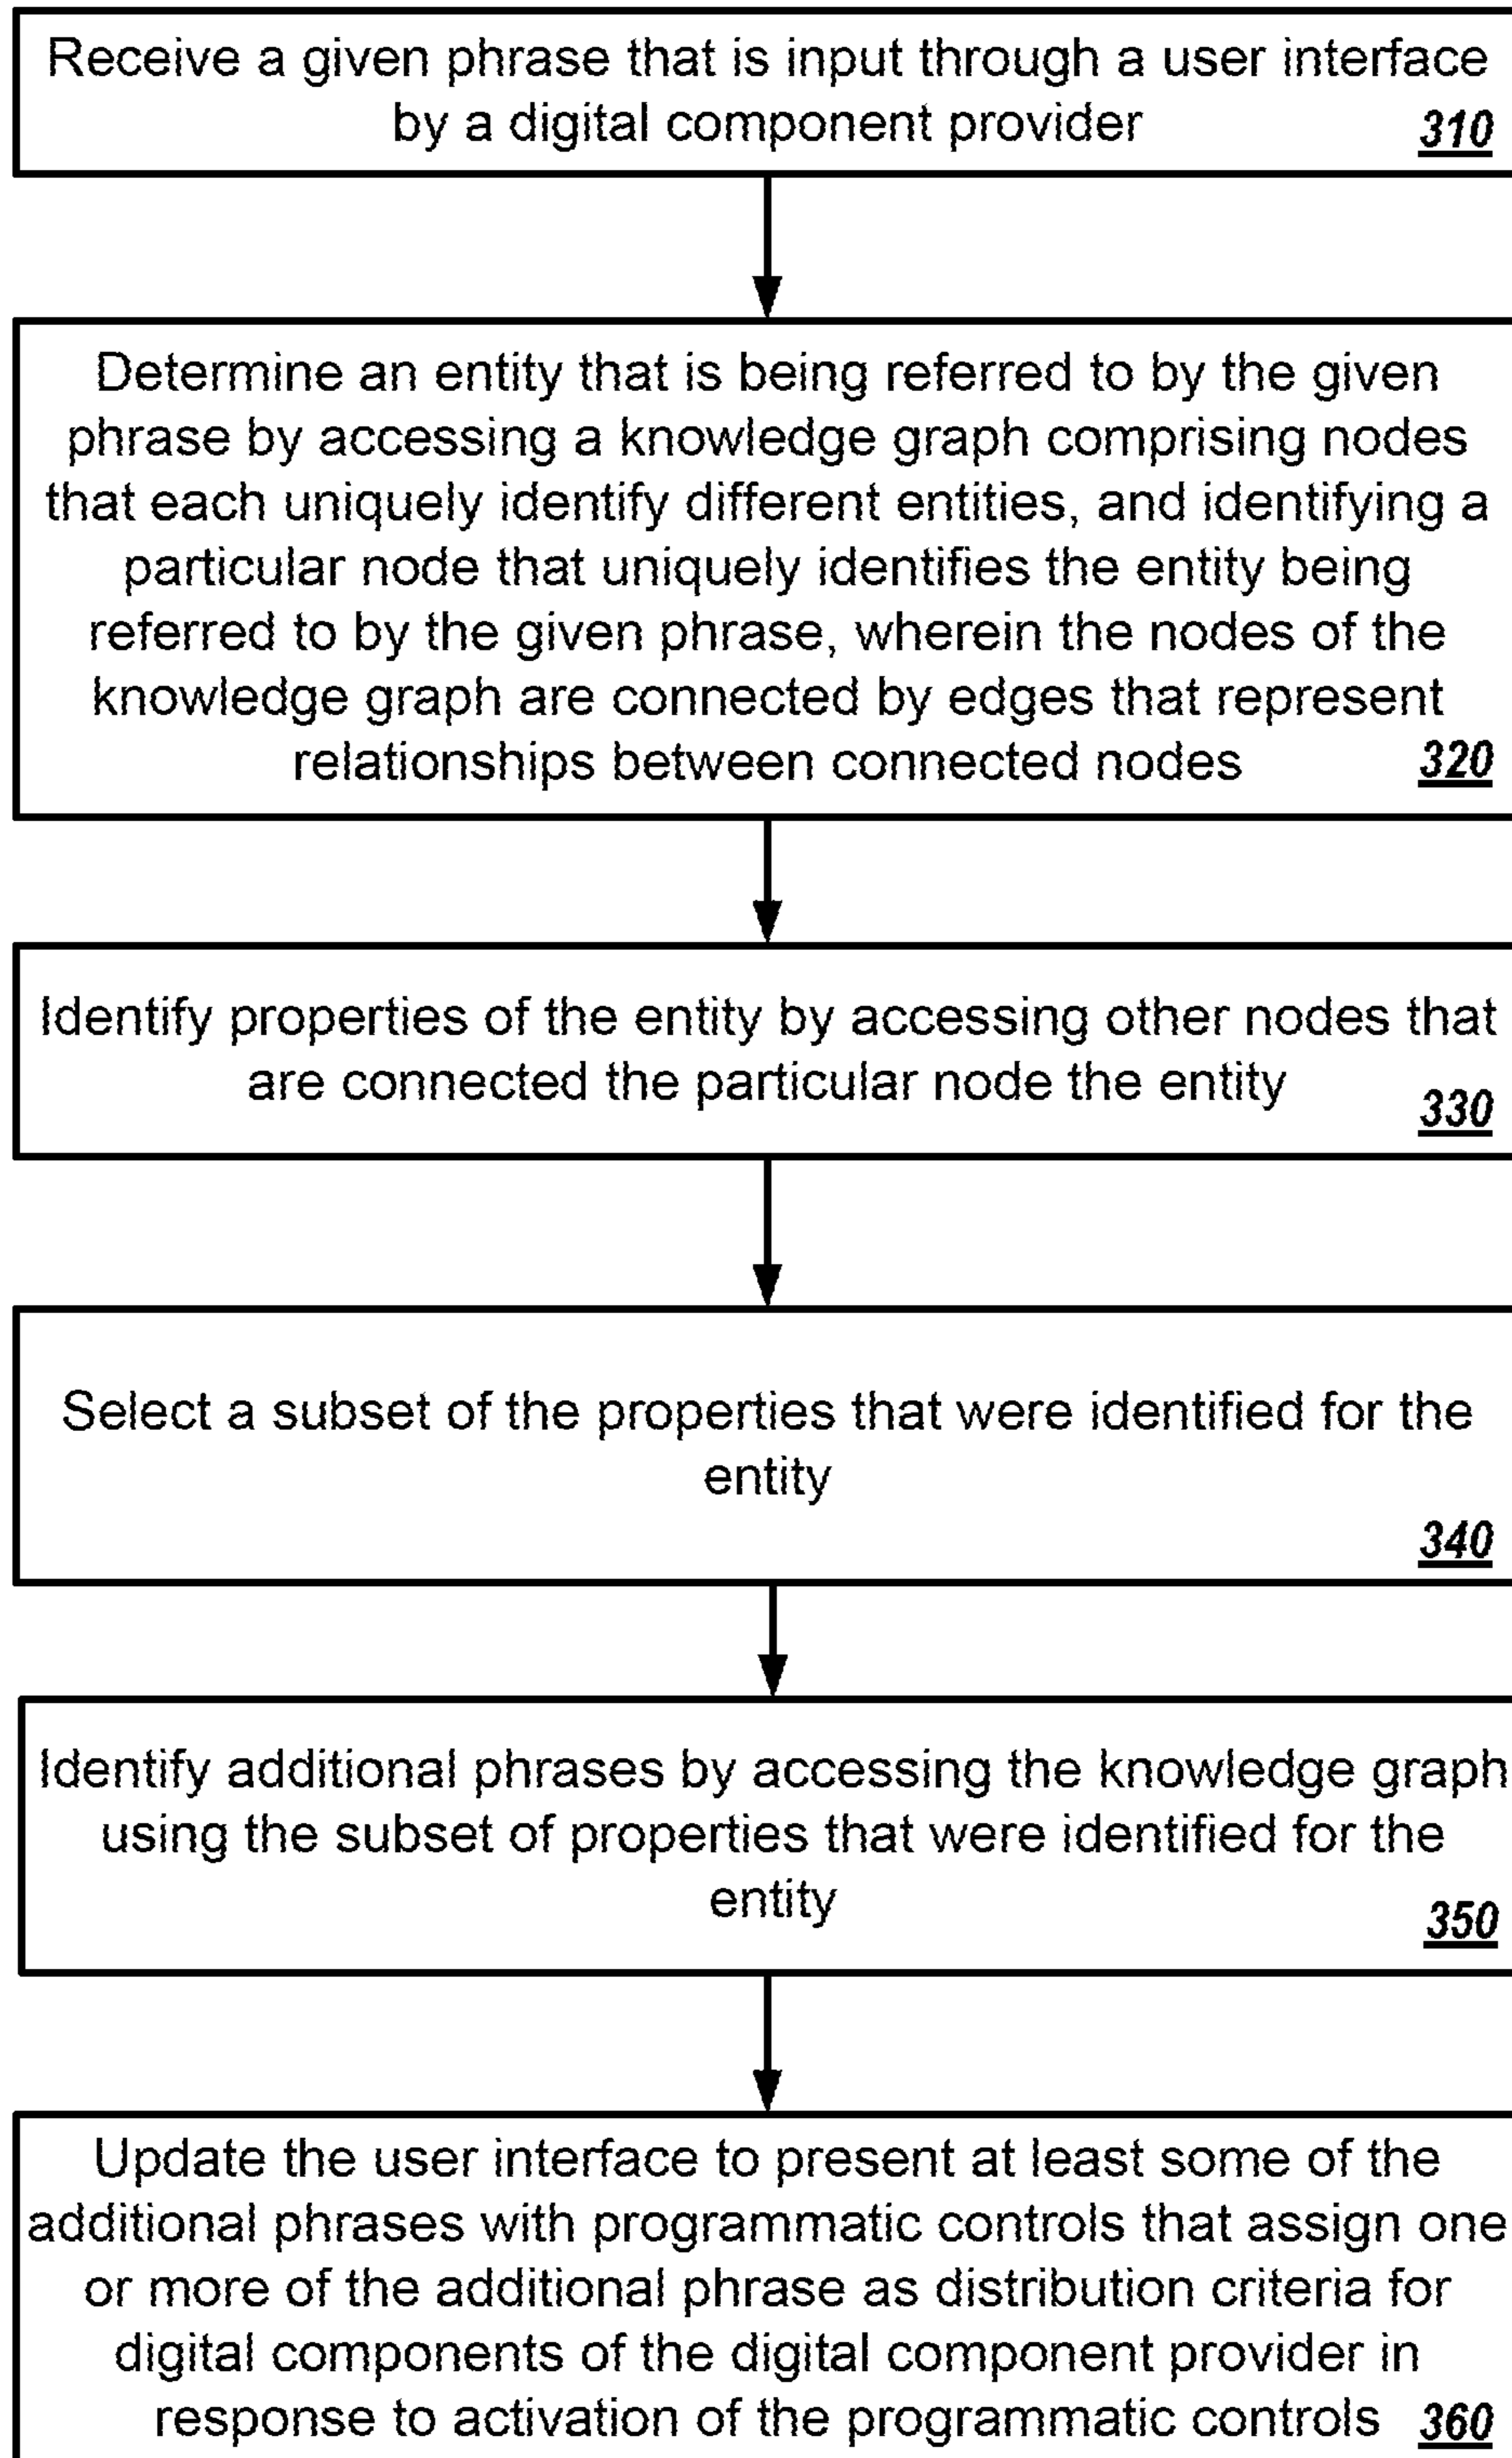 Receive a given phrase that is input through a user interface
by a digital component provider
310
Determine an entity that is being referred to by the given
phrase by accessing a knowledge graph comprising nodes
that each uniquely identify different entities, and identifying a
particular node that uniquely identifies the entity being
referred to by the given phrase, wherein the nodes of the
knowledge graph are connected by edges that represent
relationships between connected nodes
320
Identify properties of the entity by accessing other nodes that
are connected the particular node the entity
330
Select a subset of the properties that were identified for the
entity
340
Identify additional phrases by accessing the knowledge graph
using the subset of properties that were identified for the
entity
350
Update the user interface to present at least some of the
additional phrases with programmatic controls that assign one
or more of the additional phrase as distribution criteria for
digital components of the digital component provider in
response to activation of the programmatic controls
360